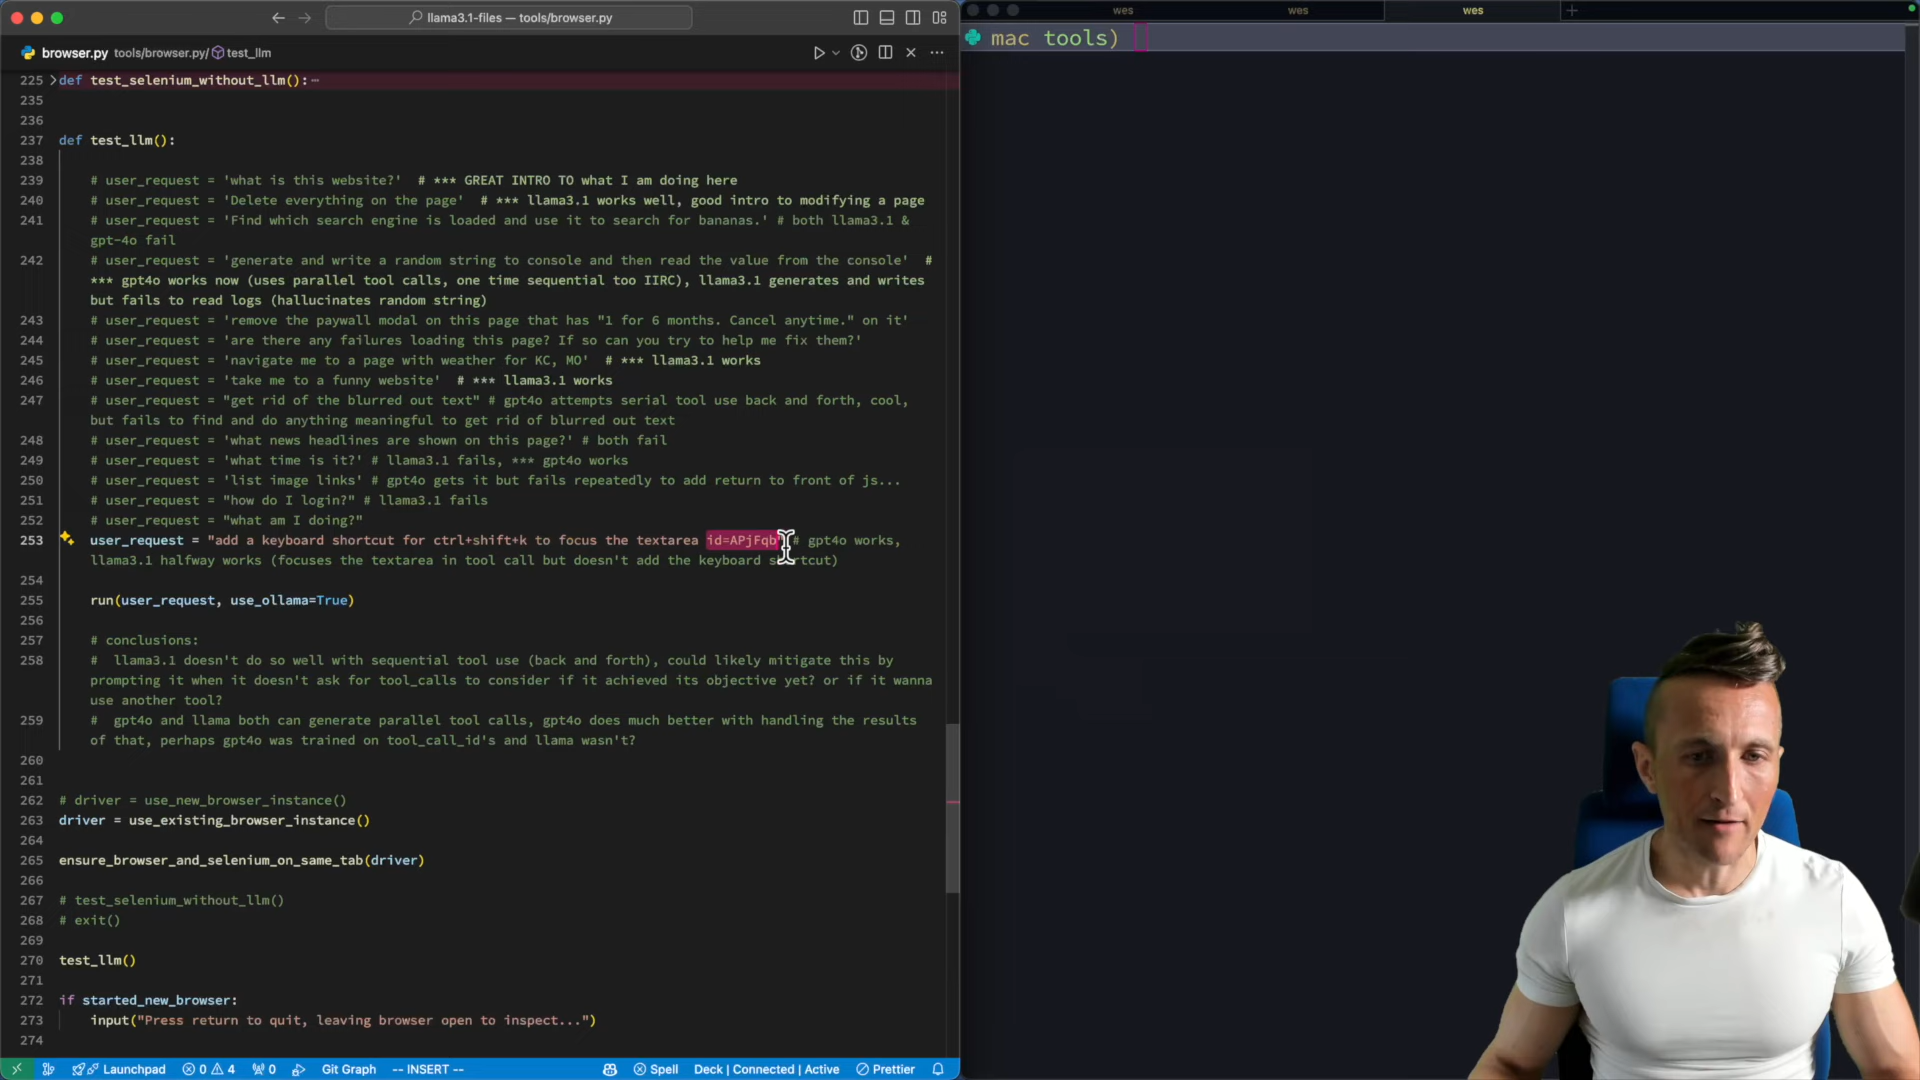 llama3.1-files — tools/browser.py
wes
wes
wes
browser.py tools/browser.py/ test_llm
mac tools)
225 def test_selenium_without_llm():
235
236
237 def test_llm():
238
239 # user_request = 'what is this website?' # *** GREAT INTRO TO what I am doing here
240 # user_request = 'Delete everything on the page' # *** llama3.1 works well, good intro to modifying a page
241 # user_request = 'Find which search engine is loaded and use it to search for bananas.' # both llama3.1 &
gpt-4o fail
242 # user_request = 'generate and write a random string to console and then read the value from the console' #
*** gpt4o works now (uses parallel tool calls, one time sequential too IIRC), llama3.1 generates and writes
but fails to read logs (hallucinates random string)
243 # user_request = 'remove the paywall modal on this page that has "1 for 6 months. Cancel anytime." on it'
244 # user_request = 'are there any failures loading this page? If so can you try to help me fix them?'
245 # user_request = 'navigate me to a page with weather for KC, MO' # *** llama3.1 works
246 # user_request = 'take me to a funny website' # *** llama3.1 works
247 # user_request = "get rid of the blurred out text" # gpt4o attempts serial tool use back and forth, cool,
but fails to find and do anything meaningful to get rid of blurred out text
248 # user_request = 'what news headlines are shown on this page?' # both fail
249 # user_request = 'what time is it?' # llama3.1 fails, *** gpt4o works
250 # user_request = 'list image links' # gpt4o gets it but fails repeatedly to add return to front of js...
251 # user_request = "how do I login?" # llama3.1 fails
252 # user_request = "what am I doing?"
253 user_request = "add a keyboard shortcut for ctrl+shift+k to focus the textarea id=APjFqb" # gpt4o works,
llama3.1 halfway works (focuses the textarea in tool call but doesn't add the keyboard shortcut)
254
255 run(user_request, use_ollama=True)
256
257 # conclusions:
258 # llama3.1 doesn't do so well with sequential tool use (back and forth), could likely mitigate this by
prompting it when it doesn't ask for tool_calls to consider if it achieved its objective yet? or if it wanna
use another tool?
259 # gpt4o and llama both can generate parallel tool calls, gpt4o does much better with handling the results
of that, perhaps gpt4o was trained on tool_call_id's and llama wasn't?
260
261
262 # driver = use_new_browser_instance()
263 driver = use_existing_browser_instance()
264
265 ensure_browser_and_selenium_on_same_tab(driver)
266
267 # test_selenium_without_llm()
268 # exit()
269
270 test_llm()
271
272 if started_new_browser:
273 input("Press return to quit, leaving browser open to inspect...")
274
Launchpad 0 4 0 Git Graph -- INSERT -- Spell Deck | Connected | Active Prettier